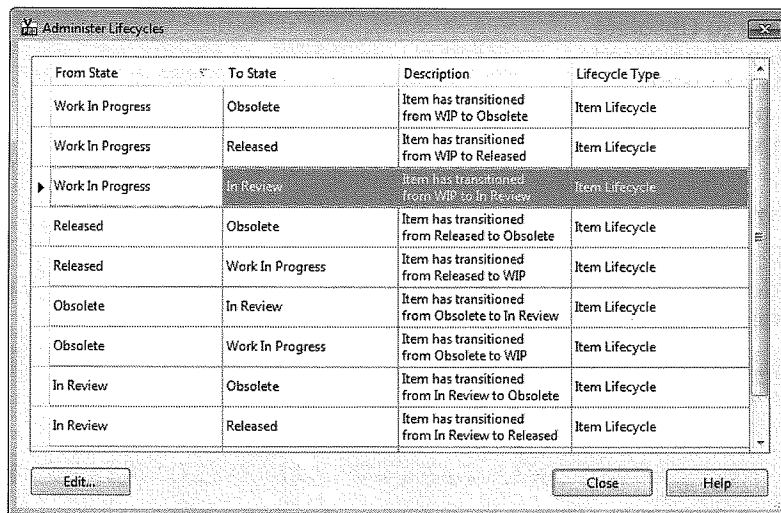 Administer Lifecycles
From State To State Description Lifecycle Type
Work In Progress Obsolete Item has transitioned
from WIP to Obsolete Item Lifecycle
Work In Progress Released Item has transitioned
from WIP to Released Item Lifecycle
Work In Progress In Review Item has transitioned
from WIP to In Review Item Lifecycle
Released Obsolete Item has transitioned
from Released to Obsolete Item Lifecycle
Released Work In Progress Item has transitioned
from Released to WIP Item Lifecycle
Obsolete In Review Item has transitioned
from Obsolete to In Review Item Lifecycle
Obsolete Work In Progress Item has transitioned
from Obsolete to WIP Item Lifecycle
In Review Obsolete Item has transitioned
from In Review to Obsolete Item Lifecycle
In Review Released Item has transitioned
from In Review to Released Item Lifecycle
Edit... Close Help